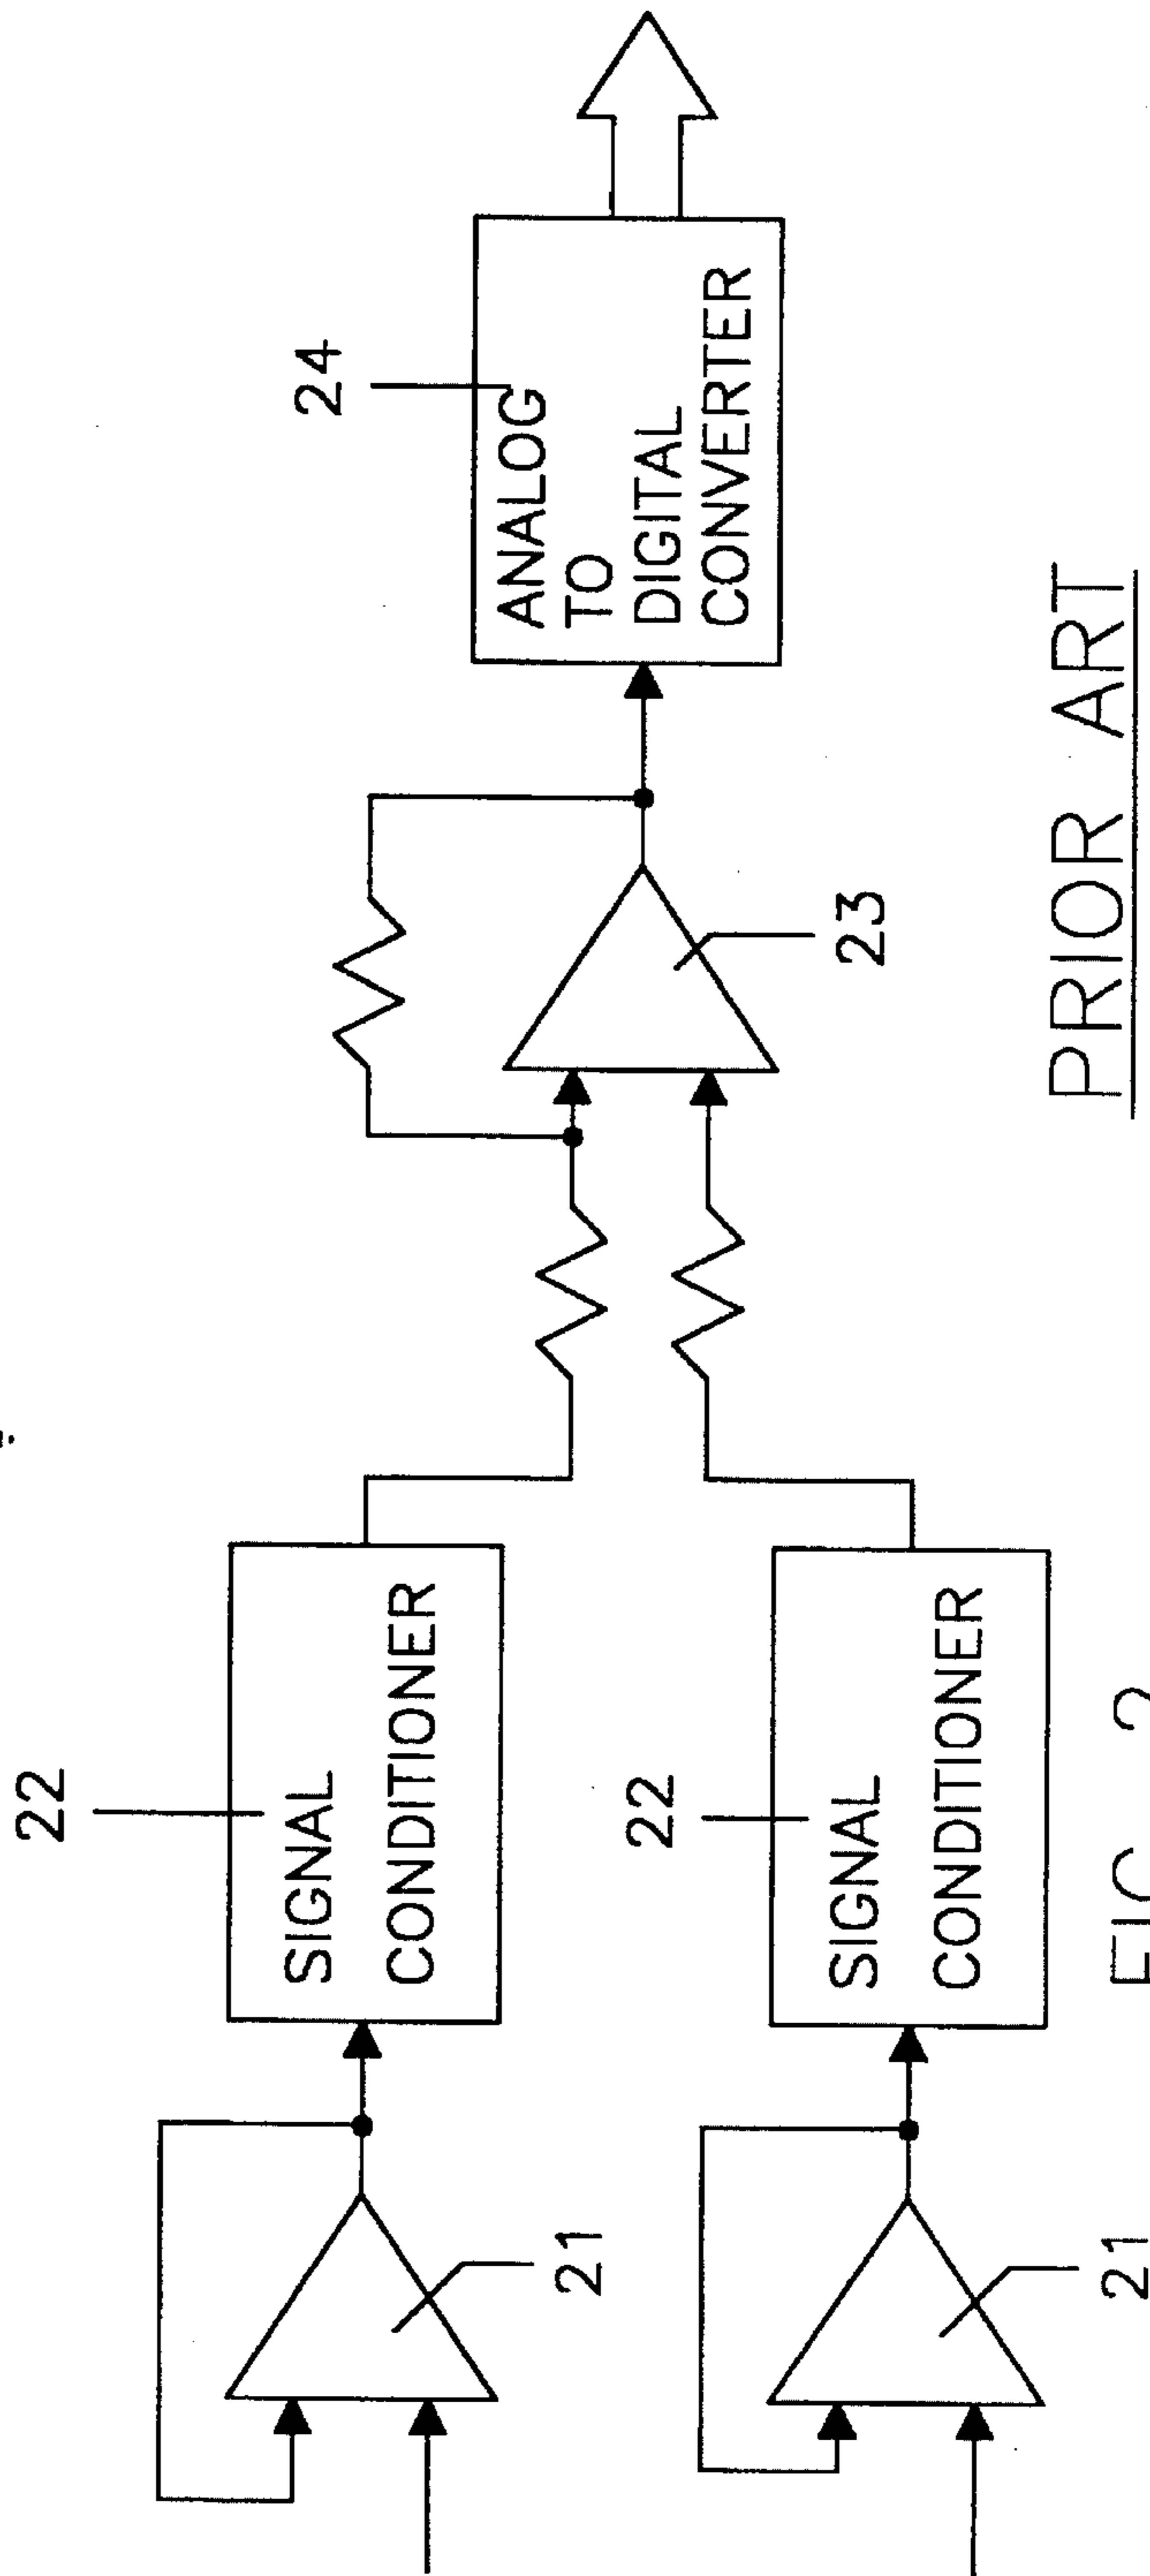 22
SIGNAL
CONDITIONER
21
22
SIGNAL
CONDITIONER
21
23
24
ANALOG
TO
DIGITAL
CONVERTER
PRIOR ART